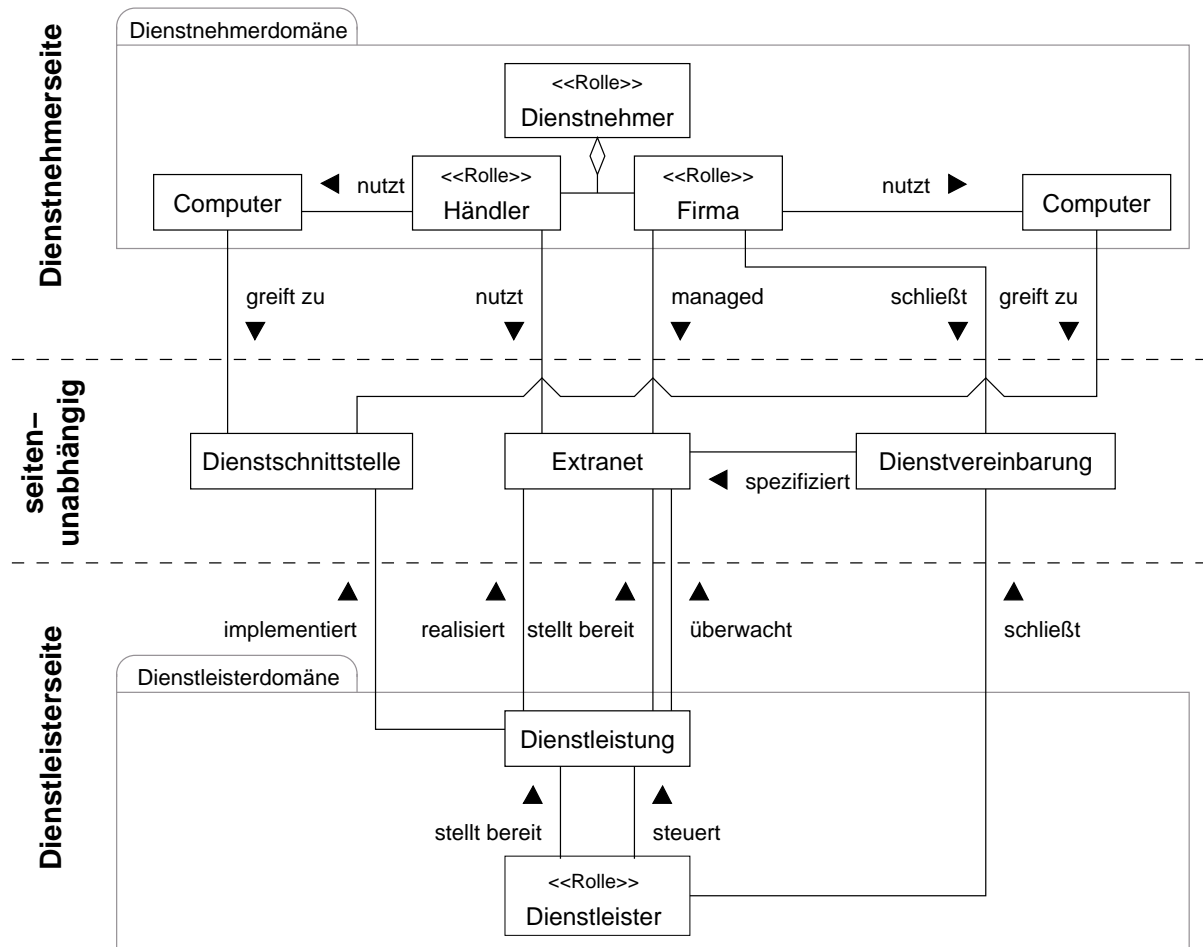 Dienstnehmerseite
Dienstnehmerdomäne
<<Rolle>>
Dienstnehmer
Computer
nutzt
<<Rolle>>
Händler
<<Rolle>>
Firma
nutzt
Computer
greift zu
nutzt
managed
schließt
greift zu
seiten–
unabhängig
Dienstschnittstelle
Extranet
Dienstvereinbarung
spezifiziert
Dienstleisterseite
implementiert
realisiert
stellt bereit
überwacht
schließt
Dienstleisterdomäne
Dienstleistung
stellt bereit
steuert
<<Rolle>>
Dienstleister